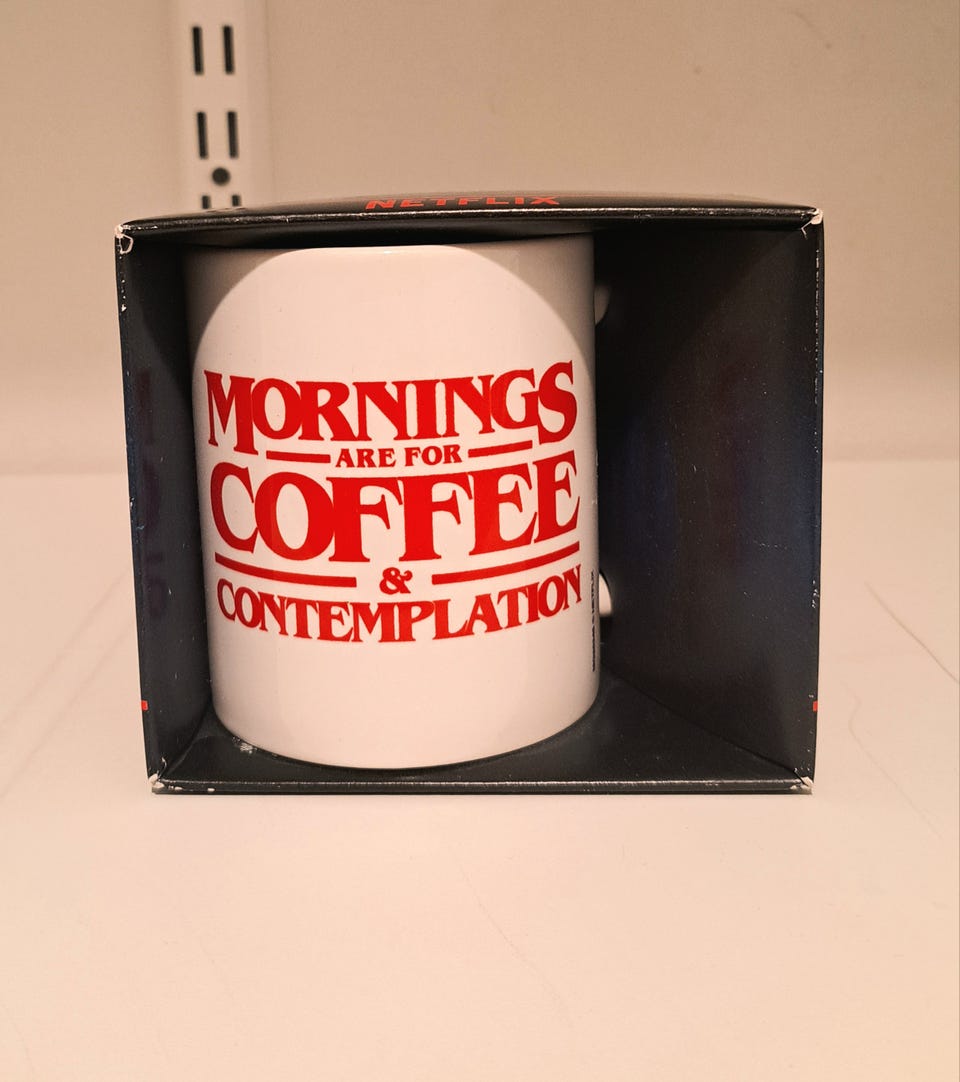 NETFLIX
MORNINGS
ARE FOR
COFFEE
&
CONTEMPLATION